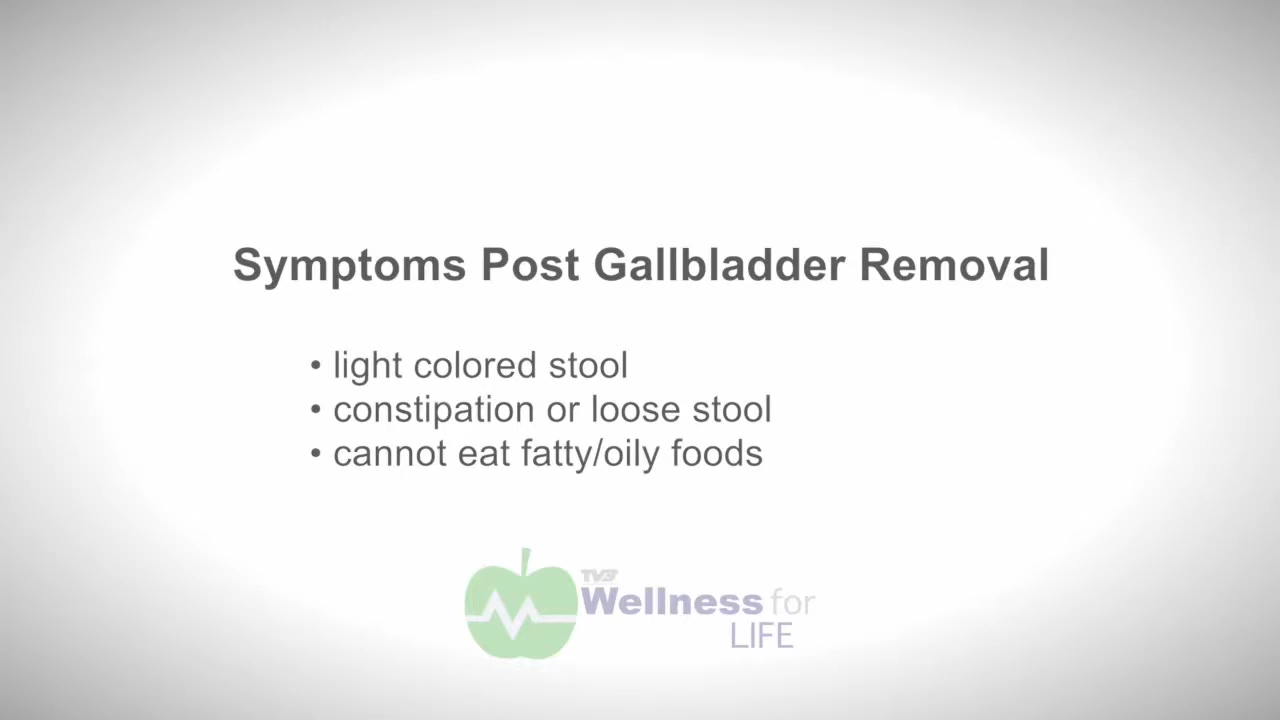 Symptoms Post Gallbladder Removal
• light colored stool
• constipation or loose stool
• cannot eat fatty/oily foods
TV3
Wellness for
LIFE